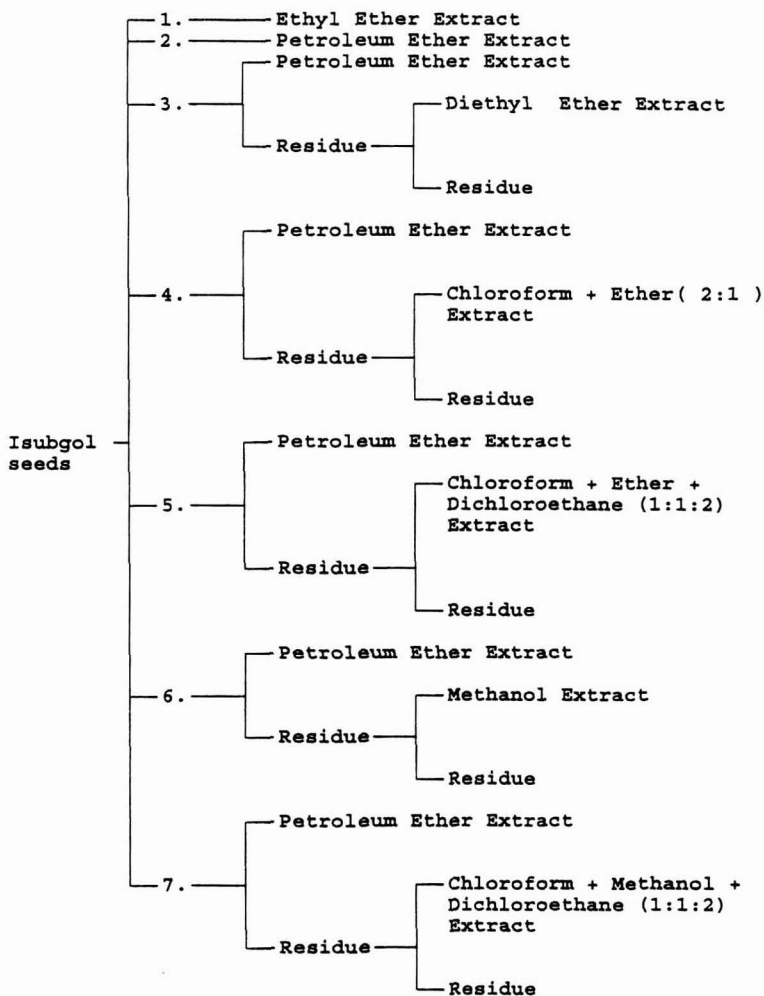 1. Ethyl Ether Extract
2. Petroleum Ether Extract
Petroleum Ether Extract
3.
Diethyl Ether Extract
Residue
Residue
Petroleum Ether Extract
4.
Chloroform + Ether( 2:1 )
Extract
Residue
Residue
Isubgol
seeds
Petroleum Ether Extract
5.
Chloroform + Ether +
Dichloroethane (1:1:2)
Extract
Residue
Residue
Petroleum Ether Extract
6.
Methanol Extract
Residue
Residue
Petroleum Ether Extract
7.
Chloroform + Methanol +
Dichloroethane (1:1:2)
Extract
Residue
Residue